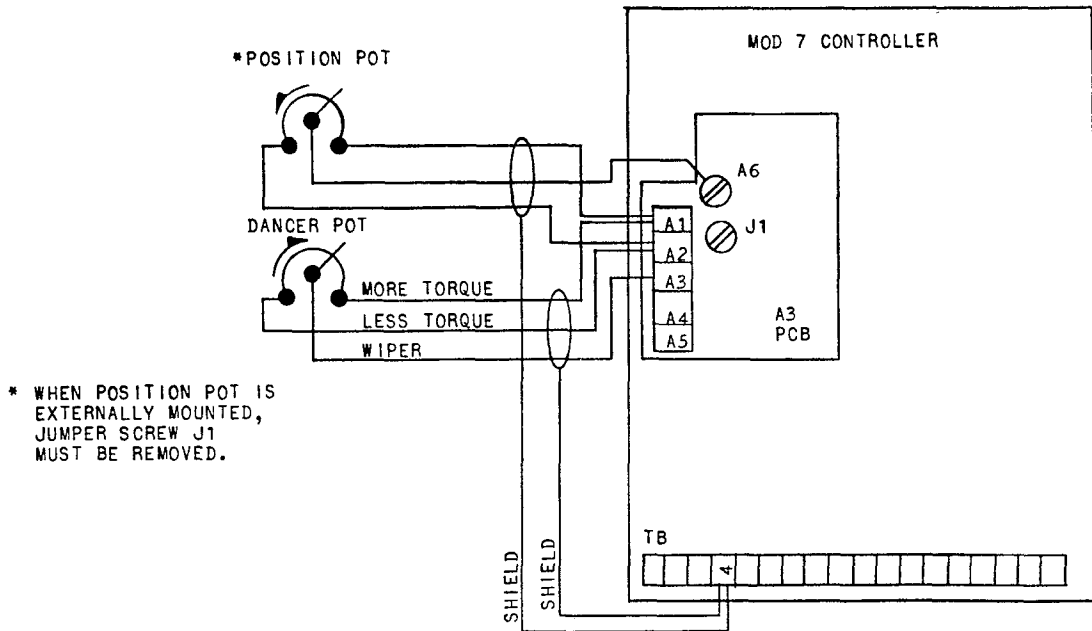 MOD 7 CONTROLLER
*POSITION POT
A6
J1
DANCER POT
A1
A2
A3
A4
A5
A3
PCB
MORE TORQUE
LESS TORQUE
WIPER
* WHEN POSITION POT IS
EXTERNALLY MOUNTED,
JUMPER SCREW J1
MUST BE REMOVED.
TB
4
SHIELD
SHIELD